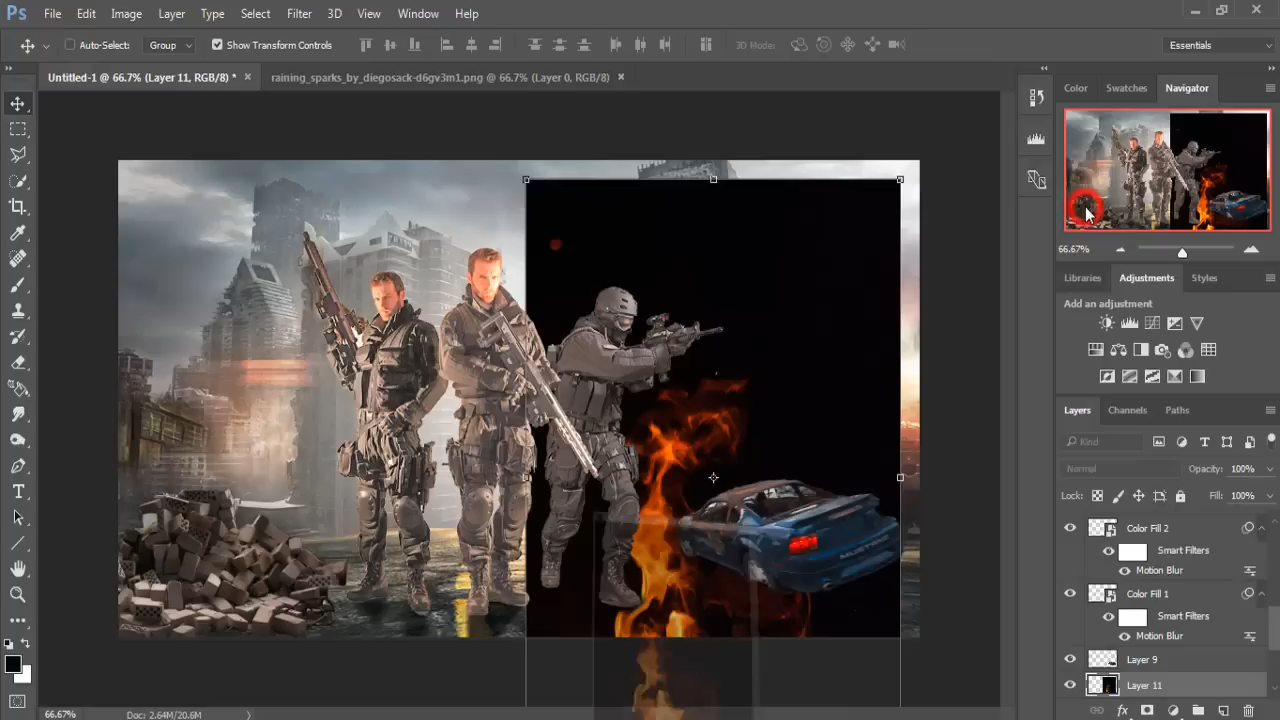 Ps File Edit Image Layer Type Select Filter 3D View Window Help
Auto-Select: Group Show Transform Controls 3D Mode: Essentials
Untitled-1 @ 66.7% (Layer 11, RGB/8) * × raining_sparks_by_diegosack-d6gv3m1.png @ 66.7% (Layer 0, RGB/8) ×
Color Swatches Navigator
66.67%
Libraries Adjustments Styles
Add an adjustment
Layers Channels Paths
Kind
Normal Opacity: 100%
Lock: Fill: 100%
Color Fill 2
Smart Filters
Motion Blur
Color Fill 1
Smart Filters
Motion Blur
Layer 9
Layer 11
MUSTANG
66.67% Doc: 2.64M/20.6M